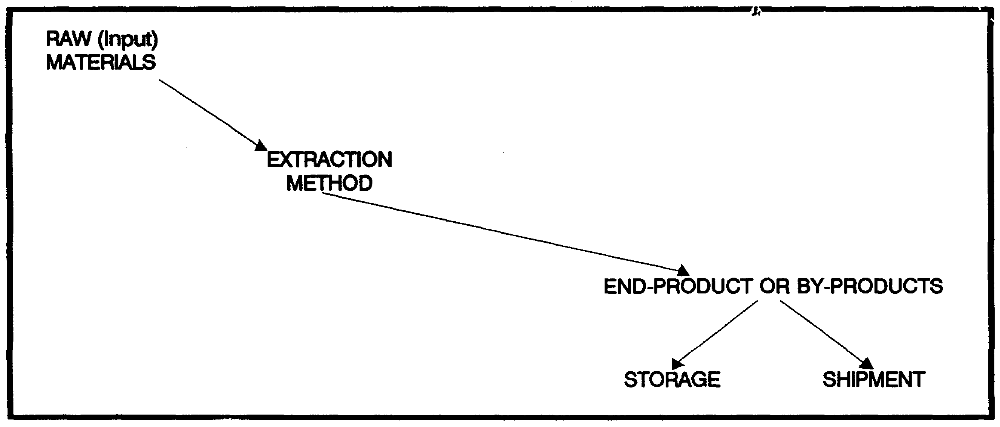 RAW (Input)
MATERIALS
EXTRACTION
METHOD
END-PRODUCT OR BY-PRODUCTS
STORAGE
SHIPMENT